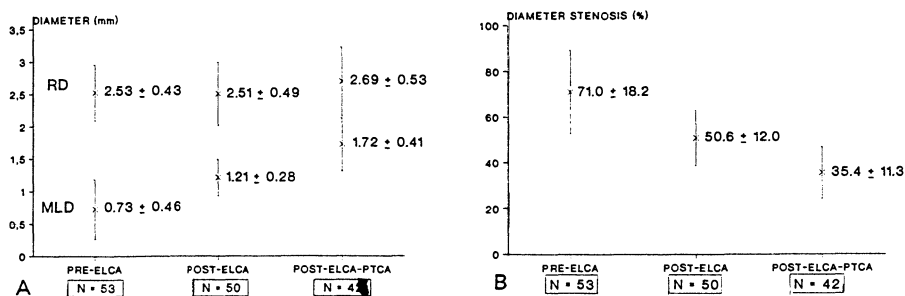 DIAMETER (mm)
3,5
3
2,5
2
1,5
1
0,5
0
RD
MLD
2.53 ± 0.43
2.51 ± 0.49
2.69 ± 0.53
0.73 ± 0.46
1.21 ± 0.28
1.72 ± 0.41
PRE-ELCA
POST-ELCA
POST-ELCA-PTCA
A
N = 53
N = 50
N = 42
DIAMETER STENOSIS (%)
100
80
60
40
20
0
71.0 ± 18.2
50.6 ± 12.0
35.4 ± 11.3
PRE-ELCA
POST-ELCA
POST-ELCA-PTCA
B
N = 53
N = 50
N = 42